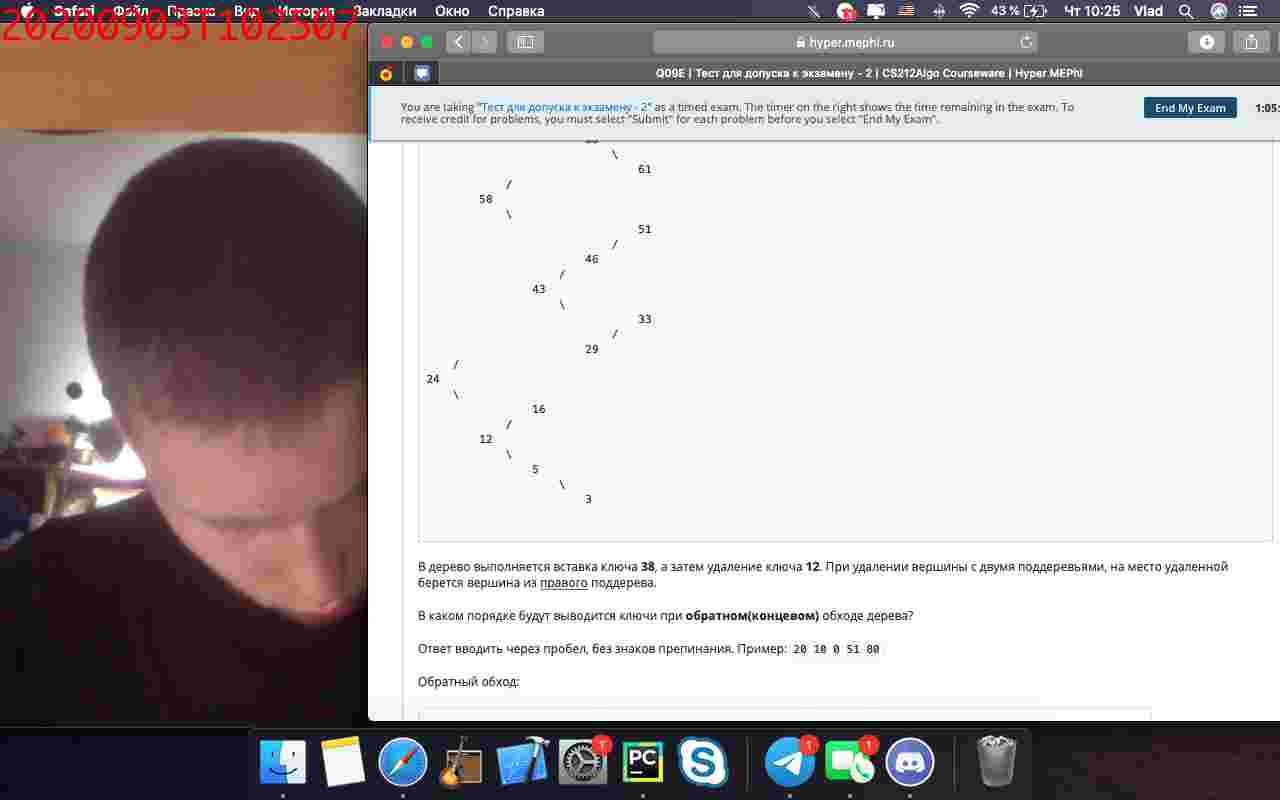 20200903T102507
Safari Файл Правка Вид История Закладки Окно Справка 43 % Чт 10:25 Vlad
hyper.mephi.ru
Q09E | Тест для допуска к экзамену - 2 | CS212Algo Courseware | Hyper.MEPhI
You are taking "Тест для допуска к экзамену - 2" as a timed exam. The timer on the right shows the time remaining in the exam. To
receive credit for problems, you must select "Submit" for each problem before you select "End My Exam".
End My Exam
1:05:
\
61
/
58
\
51
/
46
/
43
\
33
/
29
/
24
\
16
/
12
\
5
\
3
В дерево выполняется вставка ключа 38, а затем удаление ключа 12. При удалении вершины с двумя поддеревьями, на место удаленной
берется вершина из правого поддерева.
В каком порядке будут выводится ключи при обратном(концевом) обходе дерева?
Ответ вводить через пробел, без знаков препинания. Пример: 20 10 0 51 80
Обратный обход:
PC
1
1
1